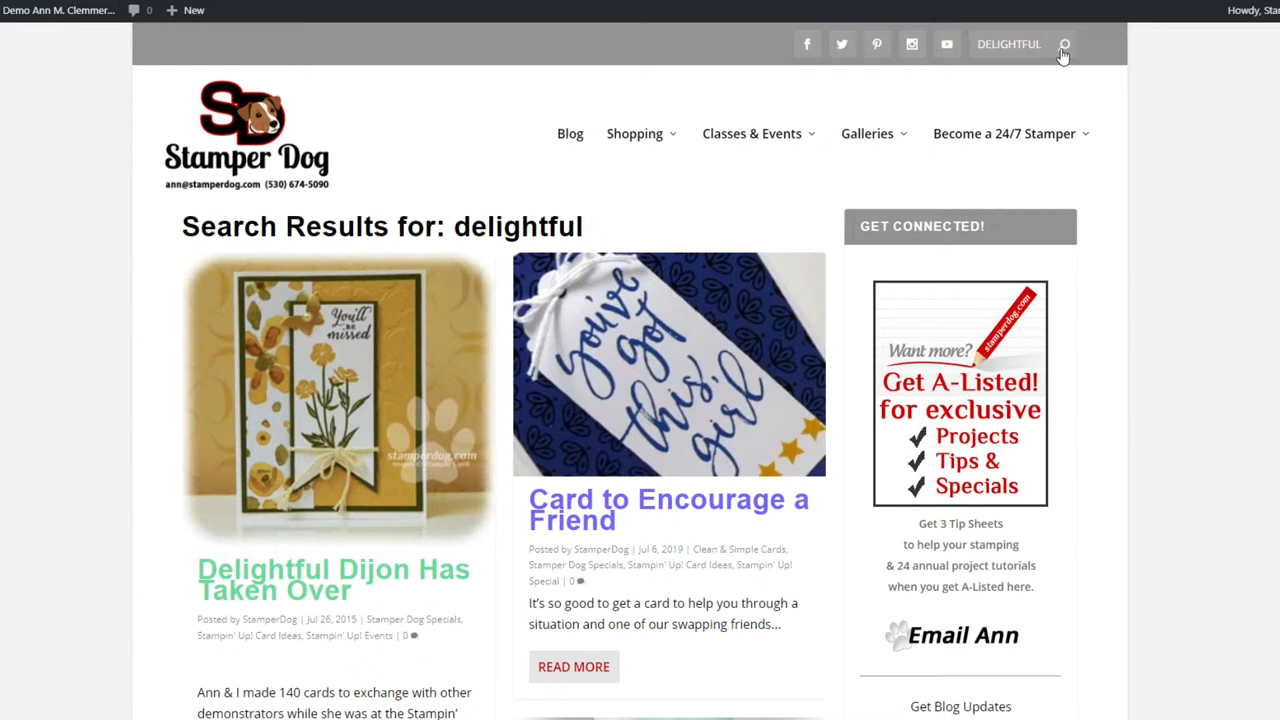 Demo Ann M. Clemmer... 0 New Howdy, Sta
DELIGHTFUL
SD
Stamper Dog
ann@stamperdog.com (530) 674-5090
Blog Shopping Classes & Events Galleries Become a 24/7 Stamper
Search Results for: delightful
You'll
be
missed
stamperdog.com
Delightful Dijon Has
Taken Over
Posted by StamperDog | Jul 26, 2015 | Stamper Dog Specials,
Stampin' Up! Card Ideas, Stampin' Up! Events | 0
Ann & I made 140 cards to exchange with other
demonstrators while she was at the Stampin'
you've
got
this,
girl
Card to Encourage a
Friend
Posted by StamperDog | Jul 6, 2019 | Clean & Simple Cards,
Stamper Dog Specials, Stampin' Up! Card Ideas, Stampin' Up!
Special | 0
It's so good to get a card to help you through a
situation and one of our swapping friends...
READ MORE
GET CONNECTED!
stamperdog.com
Want more?
Get A-Listed!
for exclusive
Projects
Tips &
Specials
Get 3 Tip Sheets
to help your stamping
& 24 annual project tutorials
when you get A-Listed here.
Email Ann
Get Blog Updates